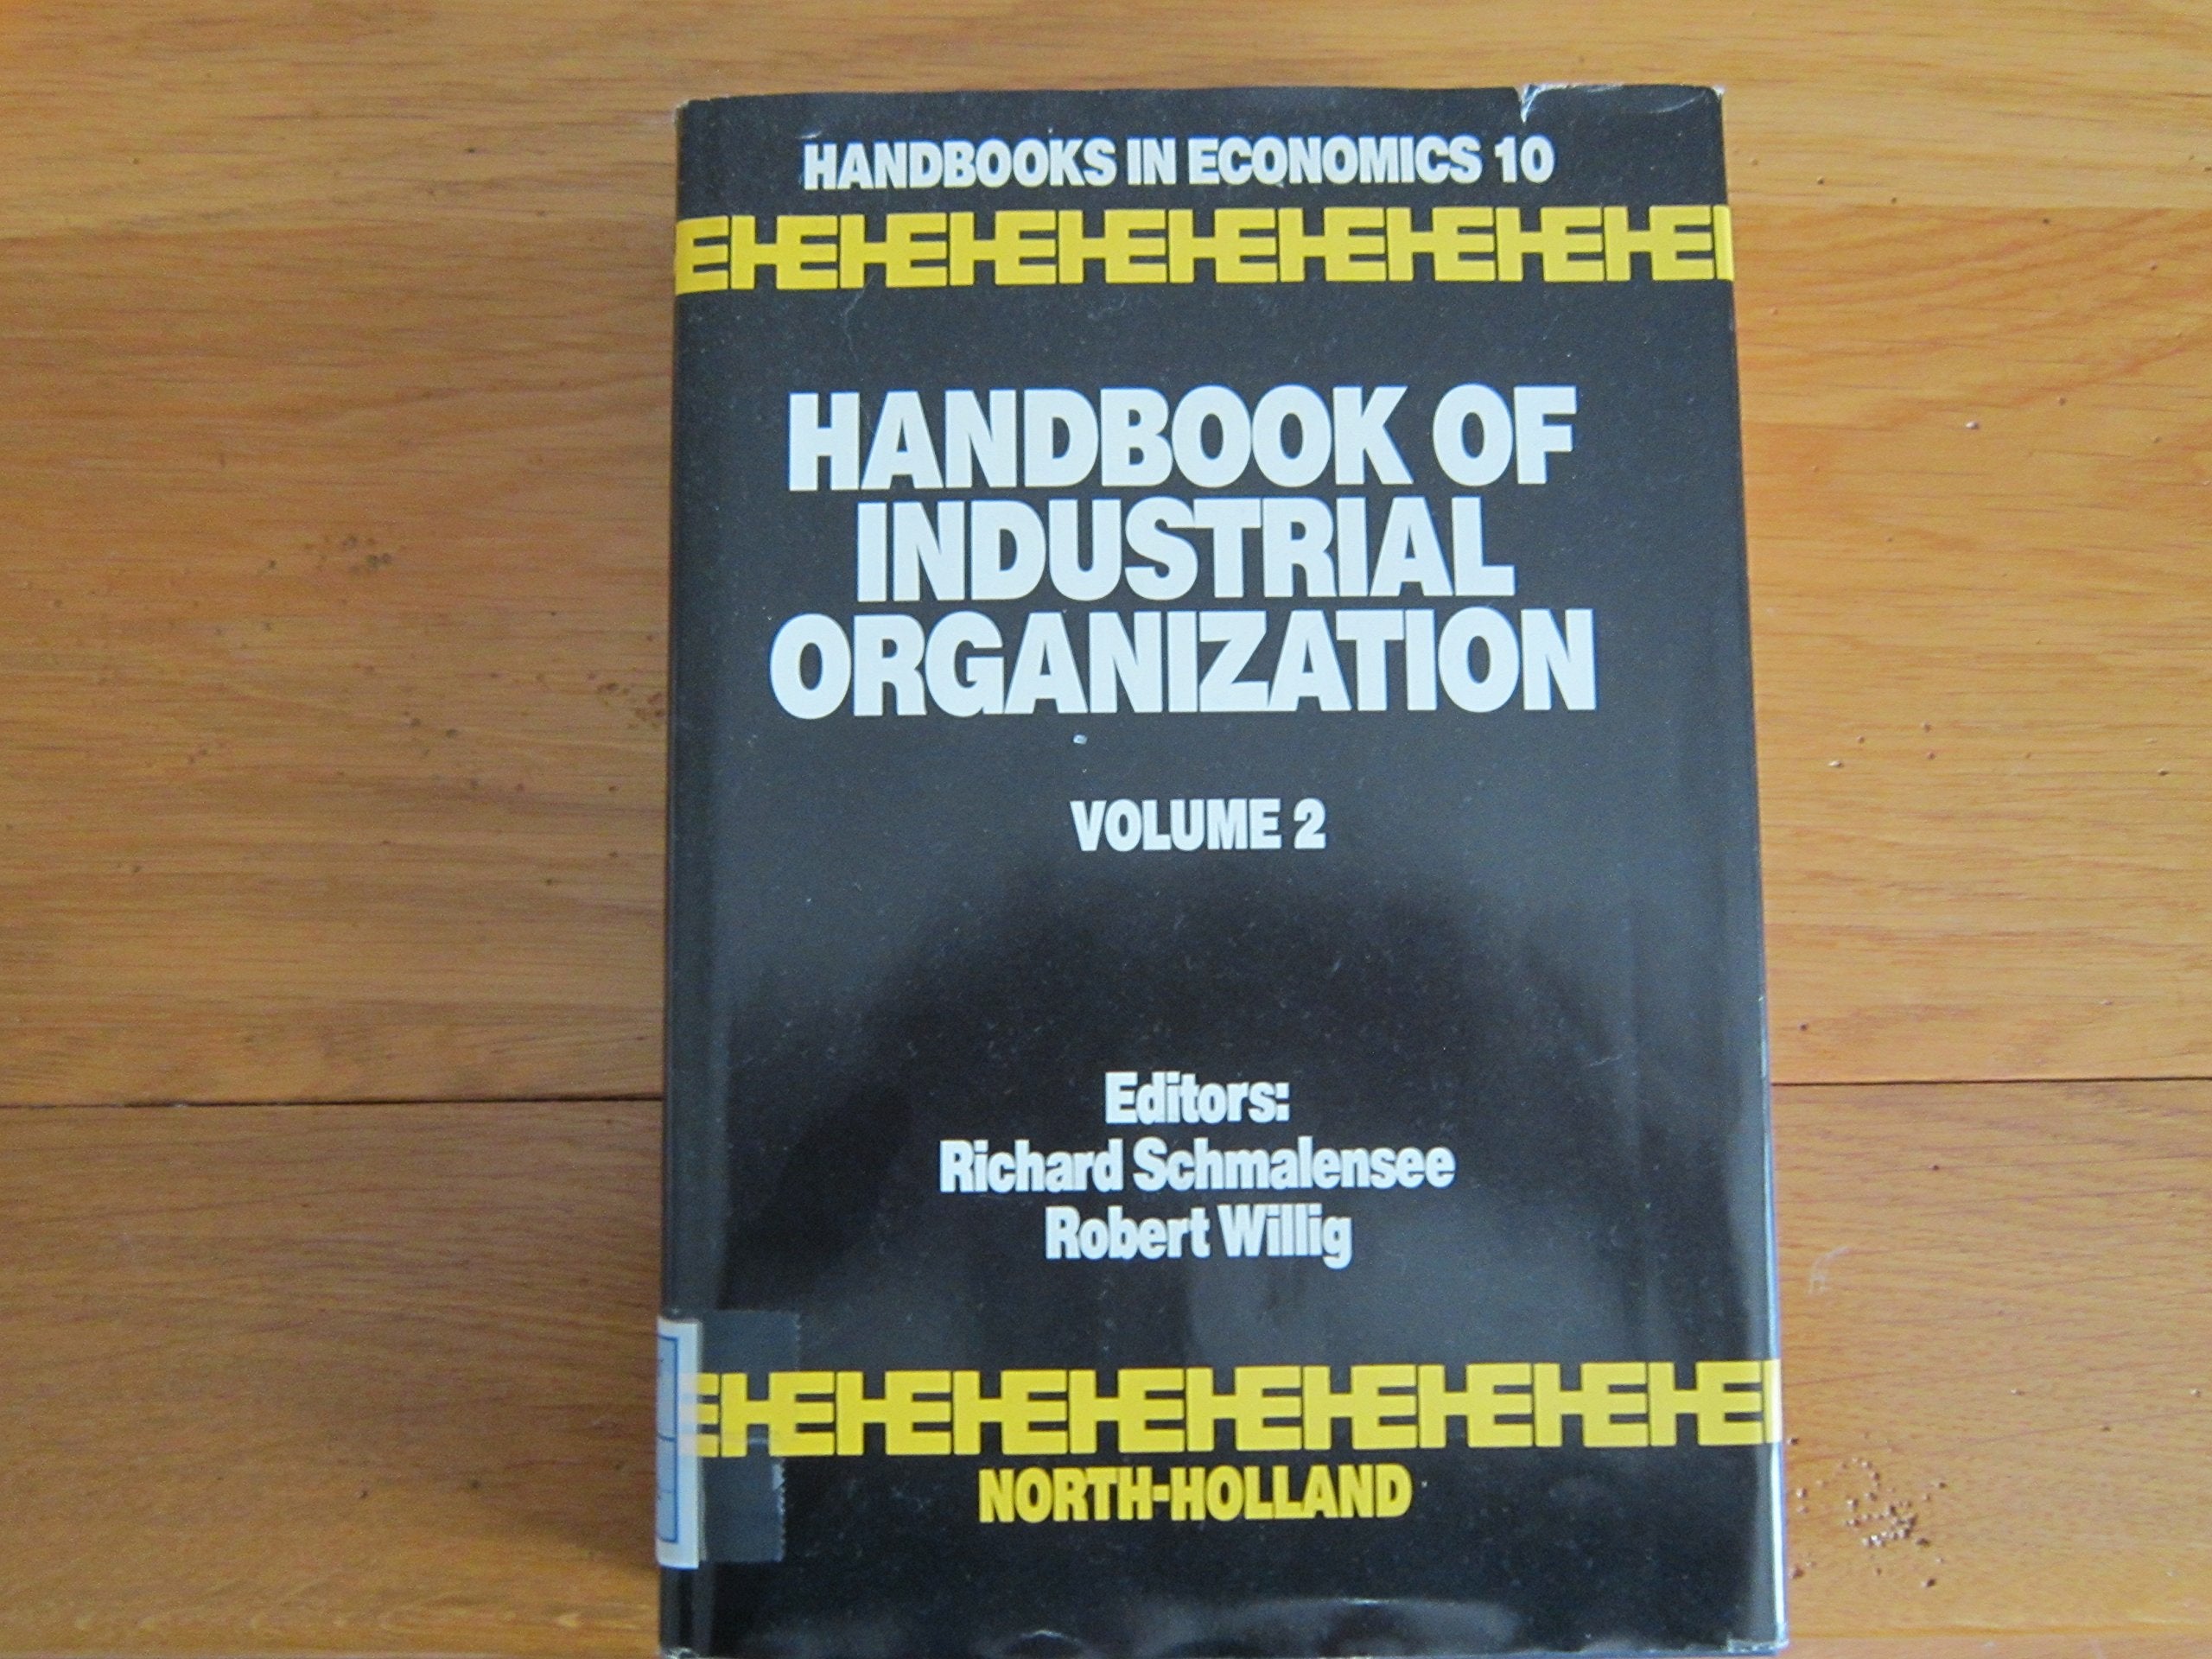 HANDBOOKS IN ECONOMICS 10
HANDBOOK OF
INDUSTRIAL
ORGANIZATION
VOLUME 2
Editors:
Richard Schmalensee
Robert Willig
NORTH-HOLLAND